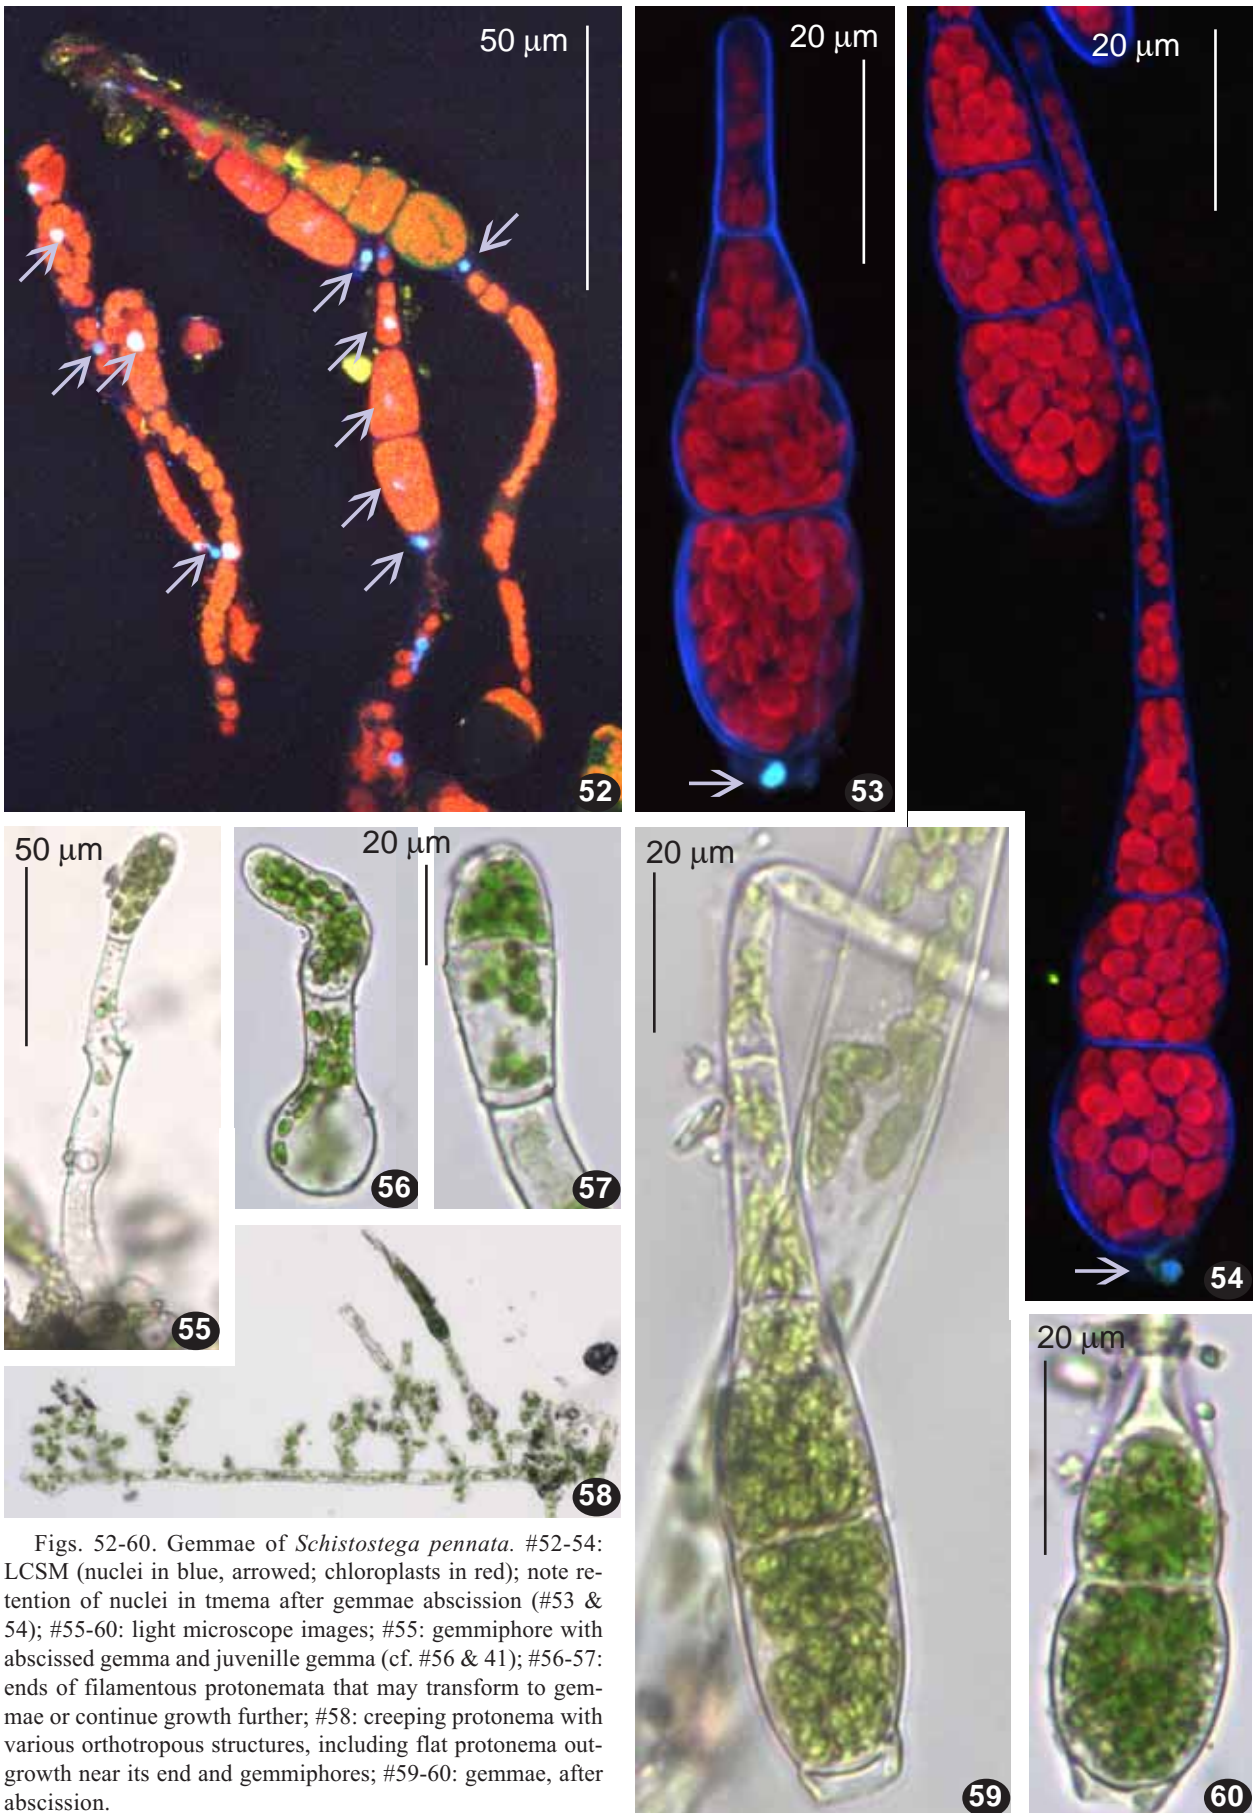 50 µm
52
20 µm
53
20 µm
54
50 µm
55
56
20 µm
57
58
20 µm
59
20 µm
60
Figs. 52-60. Gemmae of Schistostega pennata. #52-54:
LCSM (nuclei in blue, arrowed; chloroplasts in red); note re-
tention of nuclei in tmema after gemmae abscission (#53 &
54); #55-60: light microscope images; #55: gemmiphore with
abscissed gemma and juvenille gemma (cf. #56 & 41); #56-57:
ends of filamentous protonemata that may transform to gem-
mae or continue growth further; #58: creeping protonema with
various orthotropous structures, including flat protonema out-
growth near its end and gemmiphores; #59-60: gemmae, after
abscission.